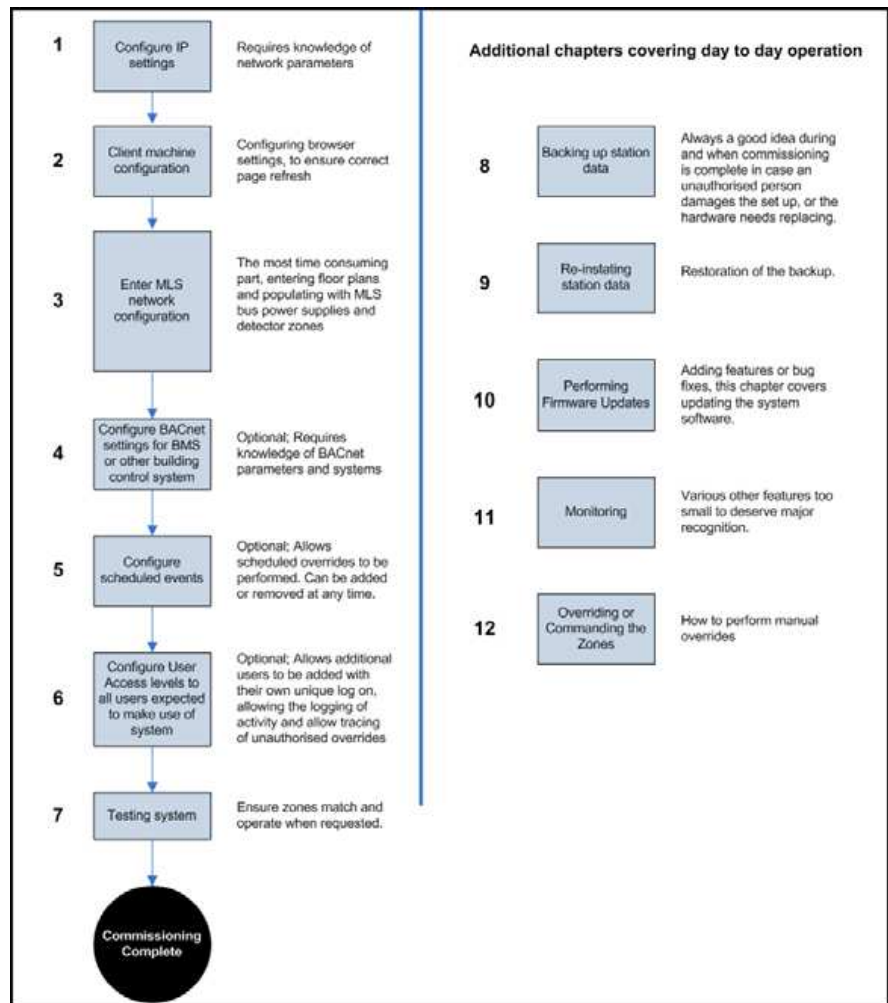 1
Configure IP
settings
Requires knowledge of
network parameters
2
Client machine
configuration
Configuring browser
settings, to ensure correct
page refresh
3
Enter MLS
network
configuration
The most time consuming
part, entering floor plans
and populating with MLS
bus power supplies and
detector zones
4
Configure BACnet
settings for BMS
or other building
control system
Optional; Requires
knowledge of BACnet
parameters and systems
5
Configure
scheduled events
Optional; Allows
scheduled overrides to be
performed. Can be added
or removed at any time.
6
Configure User
Access levels to
all users expected
to make use of
system
Optional; Allows additional
users to be added with
their own unique log on,
allowing the logging of
activity and allow tracing
of unauthorised overrides
7
Testing system
Ensure zones match and
operate when requested.
Commissioning
Complete
Additional chapters covering day to day operation
8
Backing up station
data
Always a good idea during
and when commissioning
is complete in case an
unauthorised person
damages the set up, or the
hardware needs replacing.
9
Re-instating
station data
Restoration of the backup.
10
Performing
Firmware Updates
Adding features or bug
fixes, this chapter covers
updating the system
software.
11
Monitoring
Various other features too
small to deserve major
recognition.
12
Overriding or
Commanding the
Zones
How to perform manual
overrides